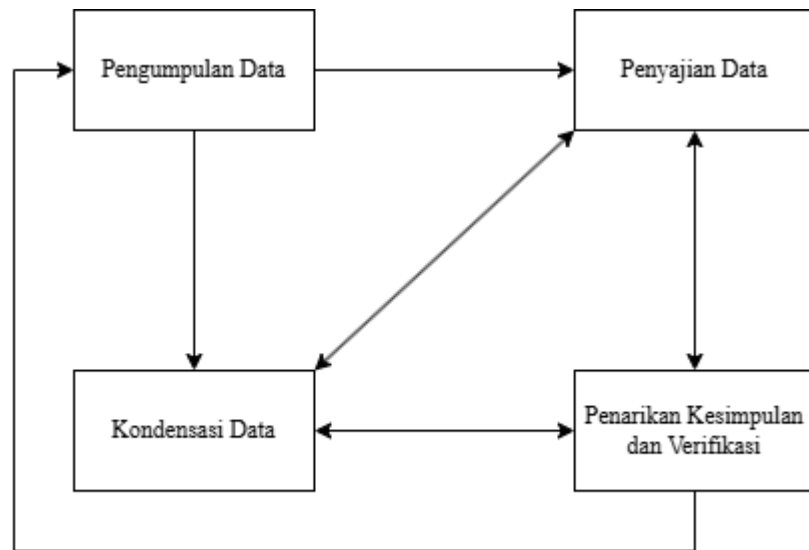 Pengumpulan Data
Penyajian Data
Kondensasi Data
Penarikan Kesimpulan
dan Verifikasi